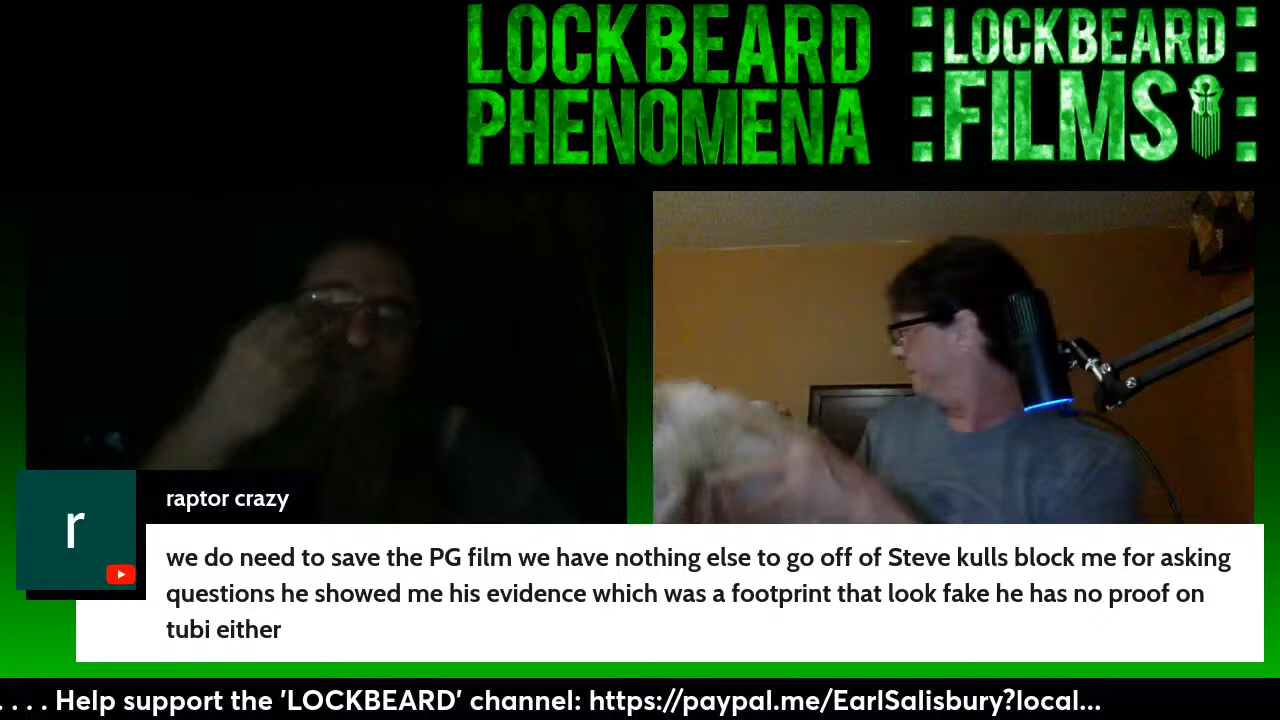 LOCKBEARD
PHENOMENA
LOCKBEARD
FILMS
r
raptor crazy
we do need to save the PG film we have nothing else to go off of Steve kulls block me for asking
questions he showed me his evidence which was a footprint that look fake he has no proof on
tubi either
. . . . Help support the 'LOCKBEARD' channel: https://paypal.me/EarlSalisbury?local...